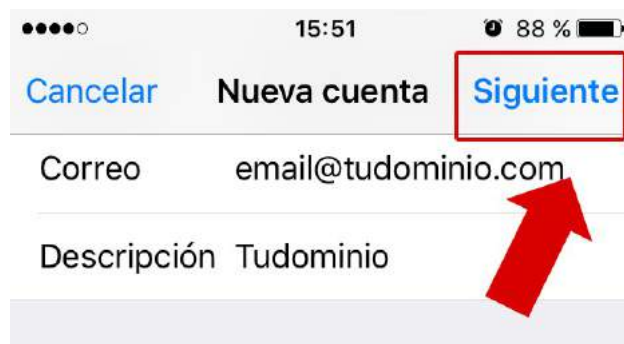 15:51 88 %
Cancelar Nueva cuenta Siguiente
Correo email@tudominio.com
Descripción Tudominio